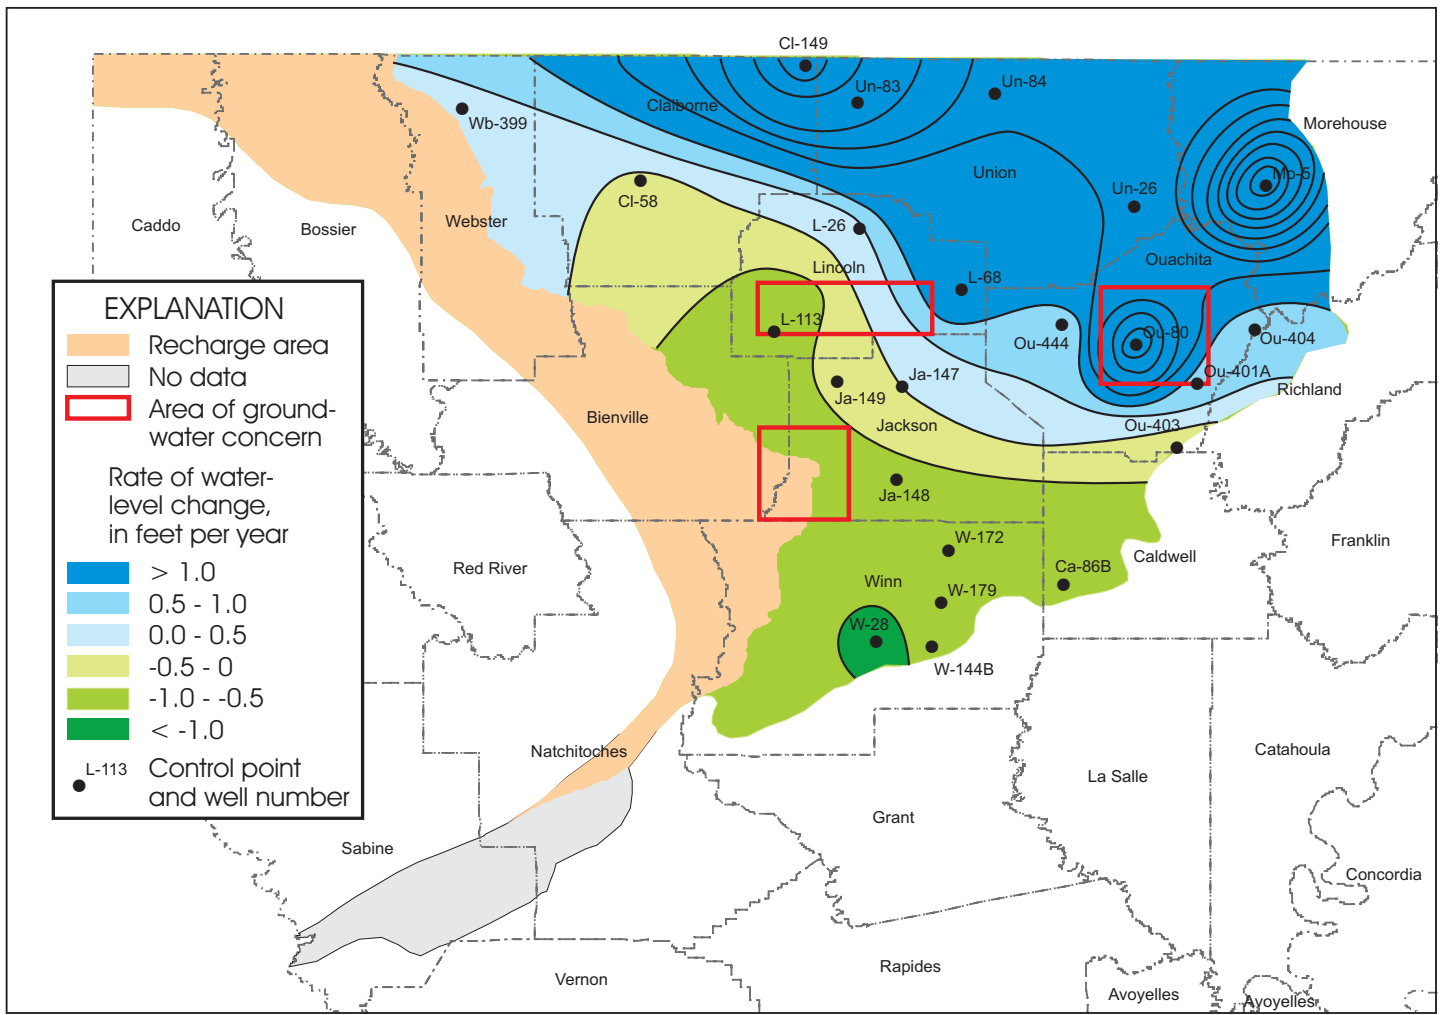 Cl-149
Un-83
Un-84
Claiborne
Morehouse
Wb-399
Mo-5
Union
Un-26
Cl-58
Caddo
Bossier
Webster
L-26
Lincoln
Ouachita
L-68
EXPLANATION
Recharge area
No data
Area of ground-
water concern
Rate of water-
level change,
in feet per year
> 1.0
0.5 - 1.0
0.0 - 0.5
-0.5 - 0
-1.0 - -0.5
< -1.0
L-113
Control point
and well number
L-113
Ou-444
Ou-80
Ou-404
Ou-401A
Ja-147
Richland
Ja-149
Bienville
Jackson
Ou-403
Ja-148
W-172
Franklin
Caldwell
Red River
Winn
Ca-86B
W-179
W-28
W-144B
Natchitoches
Catahoula
La Salle
Grant
Sabine
Concordia
Vernon
Rapides
Avoyelles
Avoyelles